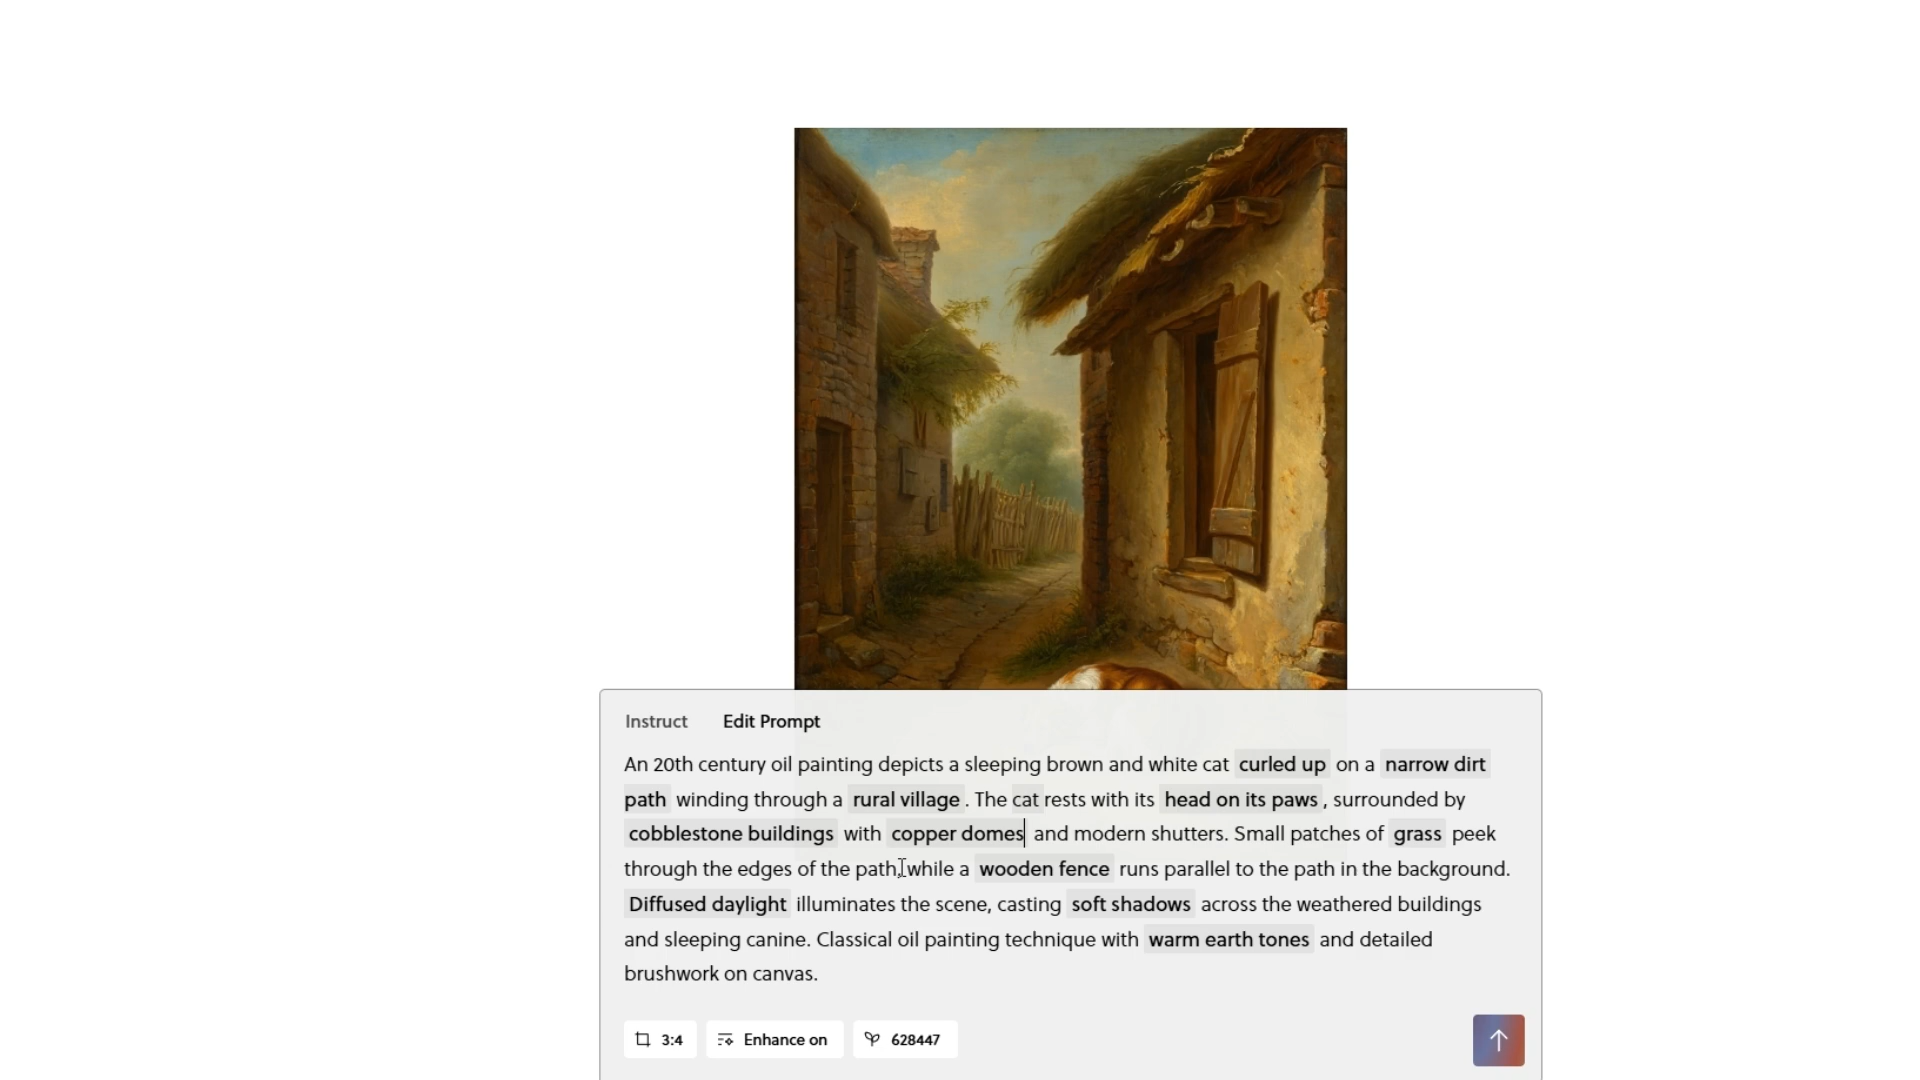 Instruct Edit Prompt
An 20th century oil painting depicts a sleeping brown and white cat curled up on a narrow dirt
path winding through a rural village. The cat rests with its head on its paws, surrounded by
cobblestone buildings with copper domes and modern shutters. Small patches of grass peek
through the edges of the path, while a wooden fence runs parallel to the path in the background.
Diffused daylight illuminates the scene, casting soft shadows across the weathered buildings
and sleeping canine. Classical oil painting technique with warm earth tones and detailed
brushwork on canvas.
3:4 Enhance on 628447